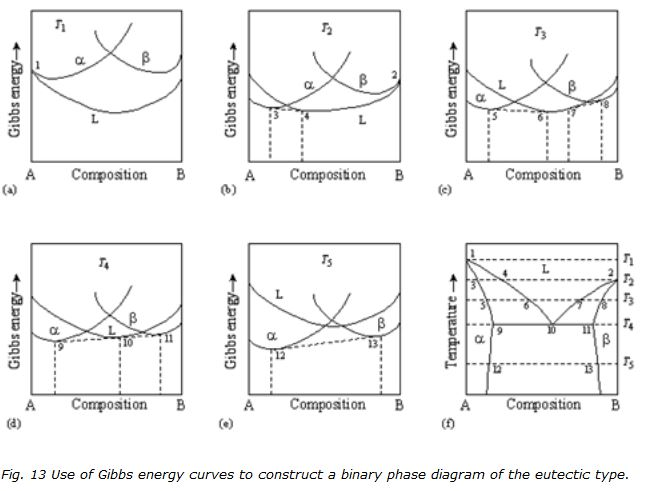 T1
1
α
β
L
Gibbs energy
A Composition B
(a)
T2
α
β
2
3
4
L
Gibbs energy
A Composition B
(b)
T3
L
β
α
5
6
7
8
Gibbs energy
A Composition B
(c)
T4
α
L
β
9
10
11
Gibbs energy
A Composition B
(d)
T5
L
α
β
12
13
Gibbs energy
A Composition B
(e)
1
L
T1
3
4
2
T2
5
6
7
8
T3
9
10
11
T4
α
β
12
13
T5
Temperature
A Composition B
(f)
Fig. 13 Use of Gibbs energy curves to construct a binary phase diagram of the eutectic type.